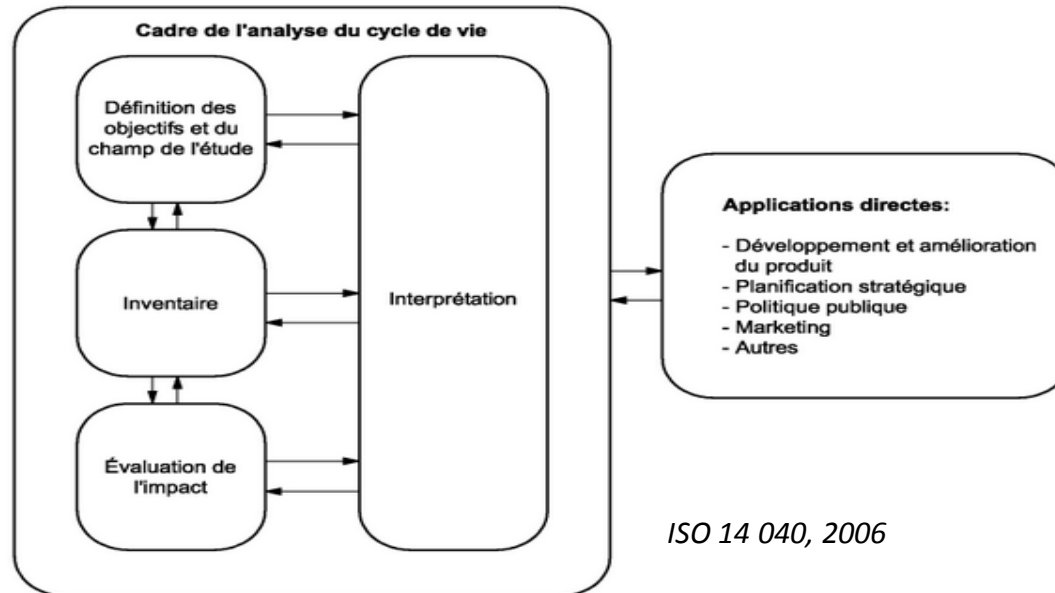 Cadre de l'analyse du cycle de vie
Définition des
objectifs et du
champ de l'étude
Inventaire
Évaluation de
l'impact
Interprétation
Applications directes:
- Développement et amélioration
du produit
- Planification stratégique
- Politique publique
- Marketing
- Autres
ISO 14 040, 2006